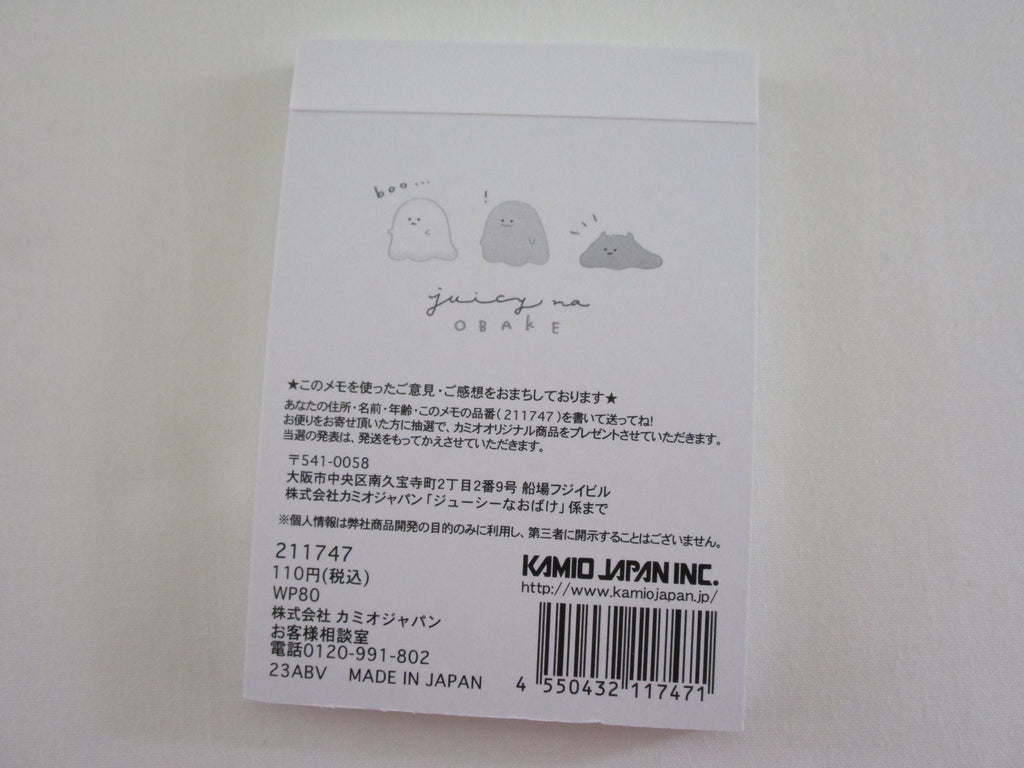 boo...
!
juicy na
OBAKE
★このメモを使ったご意見・ご感想をおまちしております★
あなたの住所・名前・年齢・このメモの品番(211747)を書いて送ってね!
お便りをお寄せ頂いた方に抽選で、カミオオリジナル商品をプレゼントさせていただきます。
当選の発表は、発送をもってかえさせていただきます。
〒541-0058
大阪市中央区南久宝寺町2丁目2番9号 船場フジイビル
株式会社カミオジャパン「ジューシーなおばけ」係まで
※個人情報は弊社商品開発の目的のみに利用し、第三者に開示することはございません。
211747
110円(税込)
WP80
株式会社 カミオジャパン
お客様相談室
電話0120-991-802
23ABV MADE IN JAPAN
KAMIO JAPAN INC.
http://www.kamiojapan.jp/
4 550432 117471